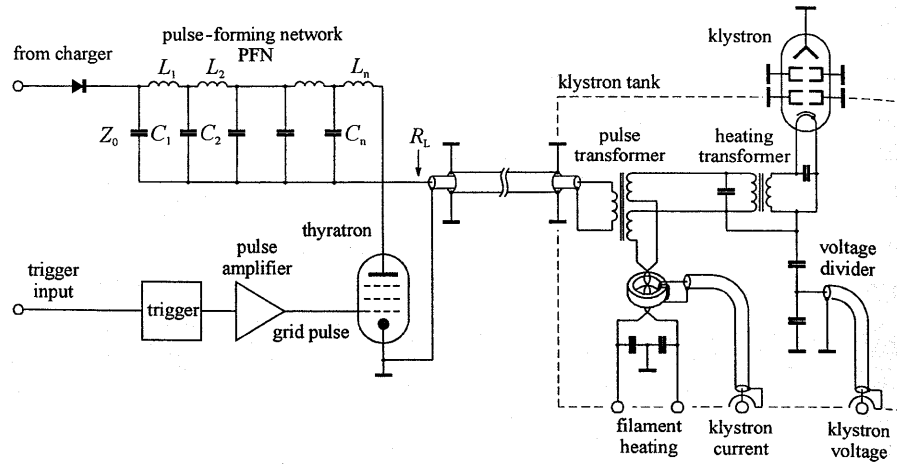 from charger
pulse-forming network
PFN
L₁
L₂
Lₙ
Z₀
C₁
C₂
Cₙ
R_L
klystron
klystron tank
pulse
transformer
heating
transformer
thyratron
trigger
input
pulse
amplifier
trigger
grid pulse
voltage
divider
filament
heating
klystron
current
klystron
voltage